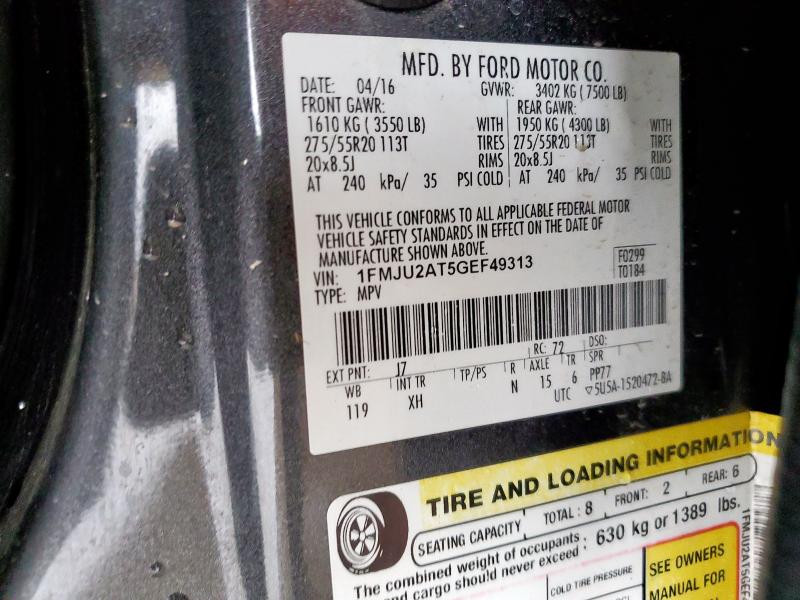 MFD. BY FORD MOTOR CO.
DATE: 04/16 GVWR: 3402 KG ( 7500 LB)
FRONT GAWR: REAR GAWR:
1610 KG ( 3550 LB) WITH 1950 KG ( 4300 LB) WITH
275/55R20 113T TIRES 275/55R20 113T TIRES
20x8.5J RIMS 20x8.5J RIMS
AT 240 kPa/ 35 PSI COLD AT 240 kPa/ 35 PSI COLD
THIS VEHICLE CONFORMS TO ALL APPLICABLE FEDERAL MOTOR
VEHICLE SAFETY STANDARDS IN EFFECT ON THE DATE OF
MANUFACTURE SHOWN ABOVE.
VIN: 1FMJU2AT5GEF49313
TYPE: MPV
F0299
T0184
EXT PNT: J7 RC: 72 DSO:
WB INT TR TP/PS R AXLE TR SPR
119 XH N 15 6 PP77
UTC ▽5U5A-1520472-BA
TIRE AND LOADING INFORMATION
SEATING CAPACITY TOTAL : 8 FRONT: 2 REAR: 6
The combined weight of occupants
and cargo should never exceed : 630 kg or 1389 lbs.
COLD TIRE PRESSURE
SEE OWNERS
MANUAL FOR